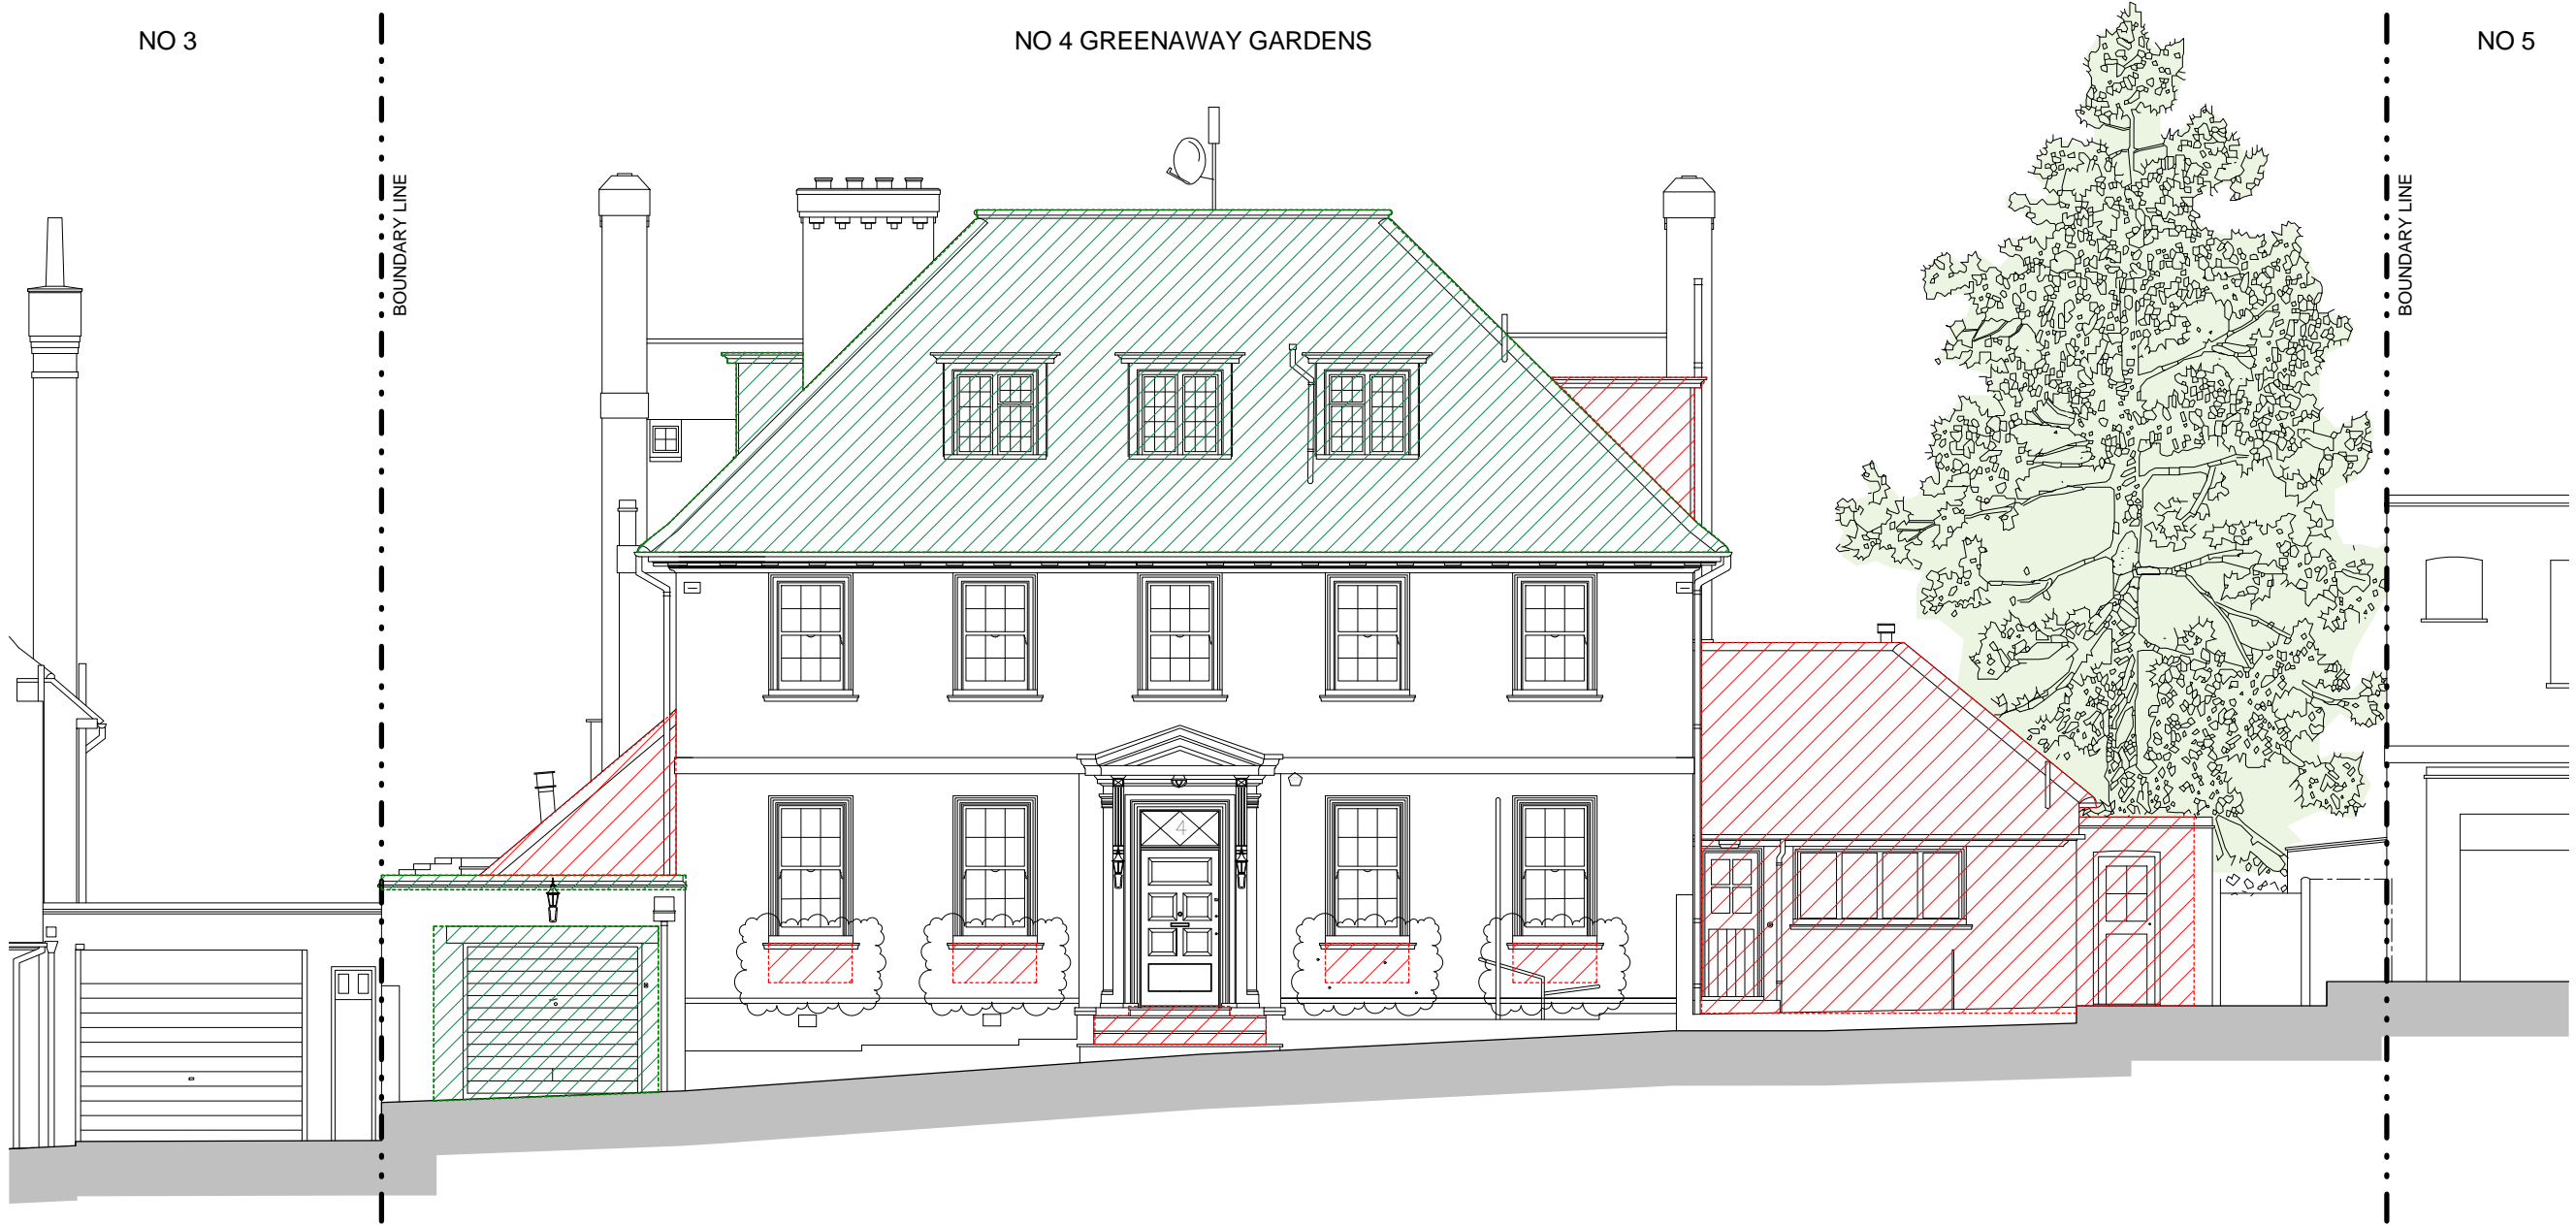 NO 3
NO 4 GREENAWAY GARDENS
NO 5
BOUNDARY LINE
BOUNDARY LINE
4